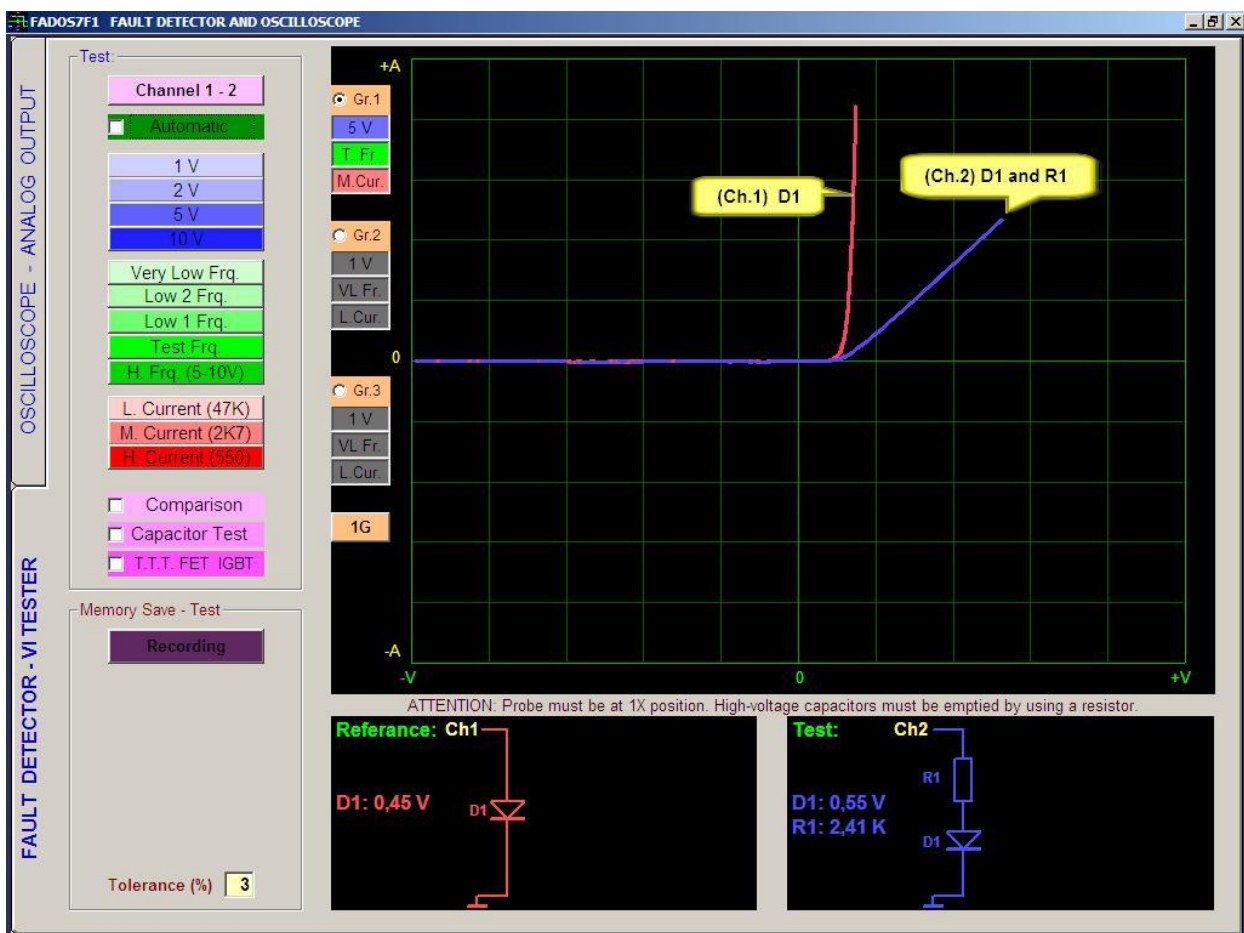 FADOS7F1 FAULT DETECTOR AND OSCILLOSCOPE
OSCILLOSCOPE - ANALOG OUTPUT
FAULT DETECTOR - VI TESTER
Test:
Channel 1 - 2
Automatic
1 V
2 V
5 V
10 V
Very Low Frq.
Low 2 Frq.
Low 1 Frq.
Test Frq.
H. Frq. (5-10V)
L. Current (47K)
M. Current (2K7)
H. Current (550)
Comparison
Capacitor Test
T.T.T. FET IGBT
Memory Save - Test
Recording
Tolerance (%) 3
Gr.1
5 V
T. Fr
M.Cur.
Gr.2
1 V
VL Fr.
L.Cur.
Gr.3
1 V
VL Fr.
L.Cur.
1G
+A
0
-A
-V
0
+V
(Ch.1) D1
(Ch.2) D1 and R1
ATTENTION: Probe must be at 1X position. High-voltage capacitors must be emptied by using a resistor.
Referance: Ch1
D1: 0,45 V
D1
Test: Ch2
R1
D1: 0,55 V
R1: 2,41 K
D1